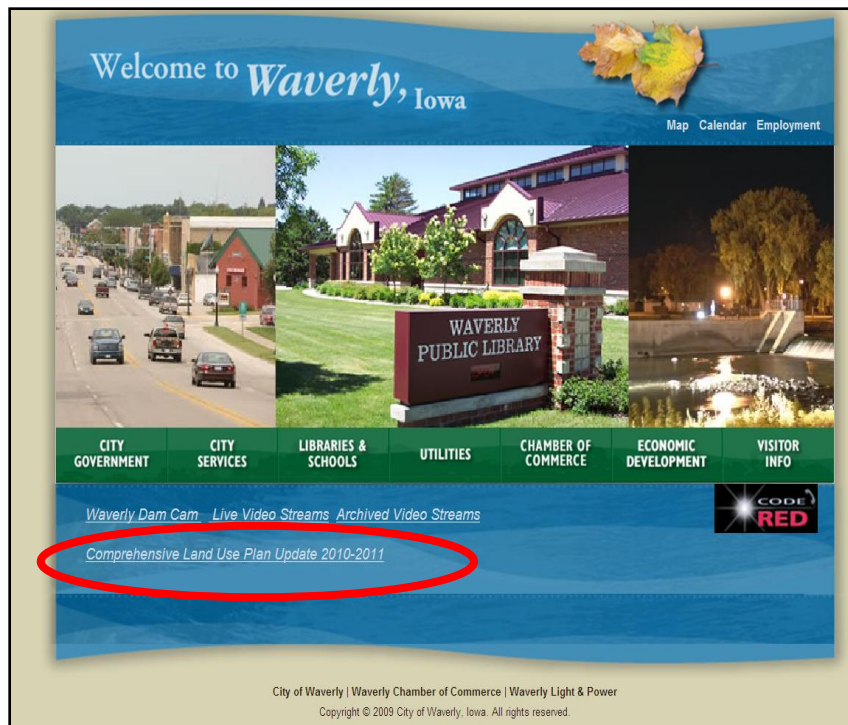 Welcome to Waverly, Iowa
Map Calendar Employment
WAVERLY
PUBLIC LIBRARY
CITY GOVERNMENT
CITY SERVICES
LIBRARIES & SCHOOLS
UTILITIES
CHAMBER OF COMMERCE
ECONOMIC DEVELOPMENT
VISITOR INFO
CODE
RED
Waverly Dam Cam Live Video Streams Archived Video Streams
Comprehensive Land Use Plan Update 2010-2011
City of Waverly | Waverly Chamber of Commerce | Waverly Light & Power
Copyright © 2009 City of Waverly, Iowa. All rights reserved.